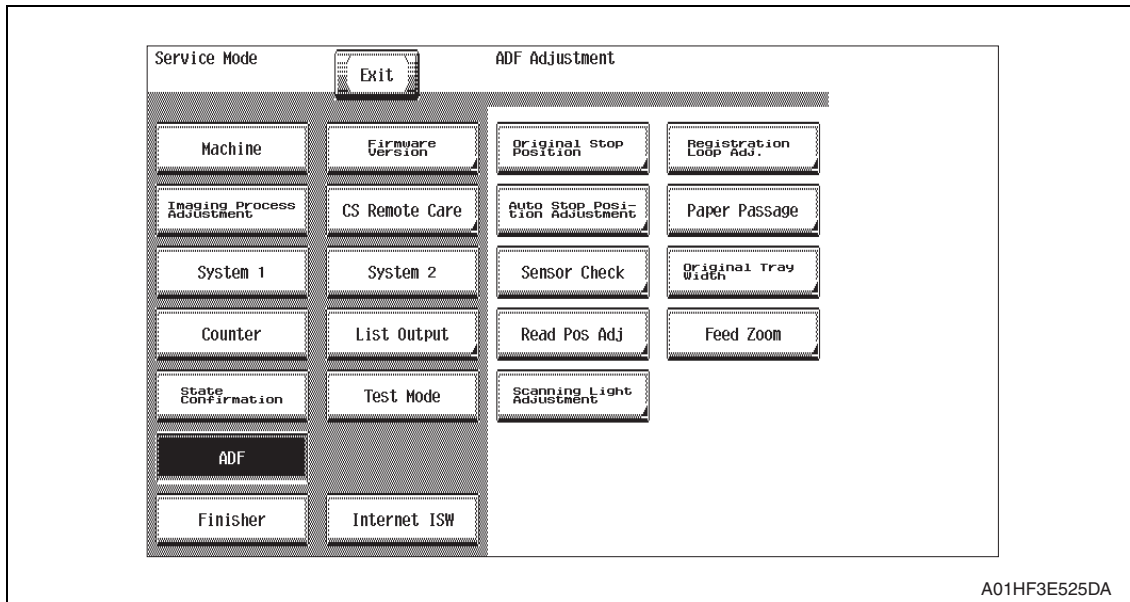 Service Mode
Exit
ADF Adjustment
Machine
Firmware
Version
Original Stop
Position
Registration
Loop Adj.
Imaging Process
Adjustment
CS Remote Care
Auto Stop Posi-
tion Adjustment
Paper Passage
System 1
System 2
Sensor Check
Original Tray
Width
Counter
List Output
Read Pos Adj
Feed Zoom
State
Confirmation
Test Mode
Scanning Light
Adjustment
ADF
Finisher
Internet ISW
A01HF3E525DA